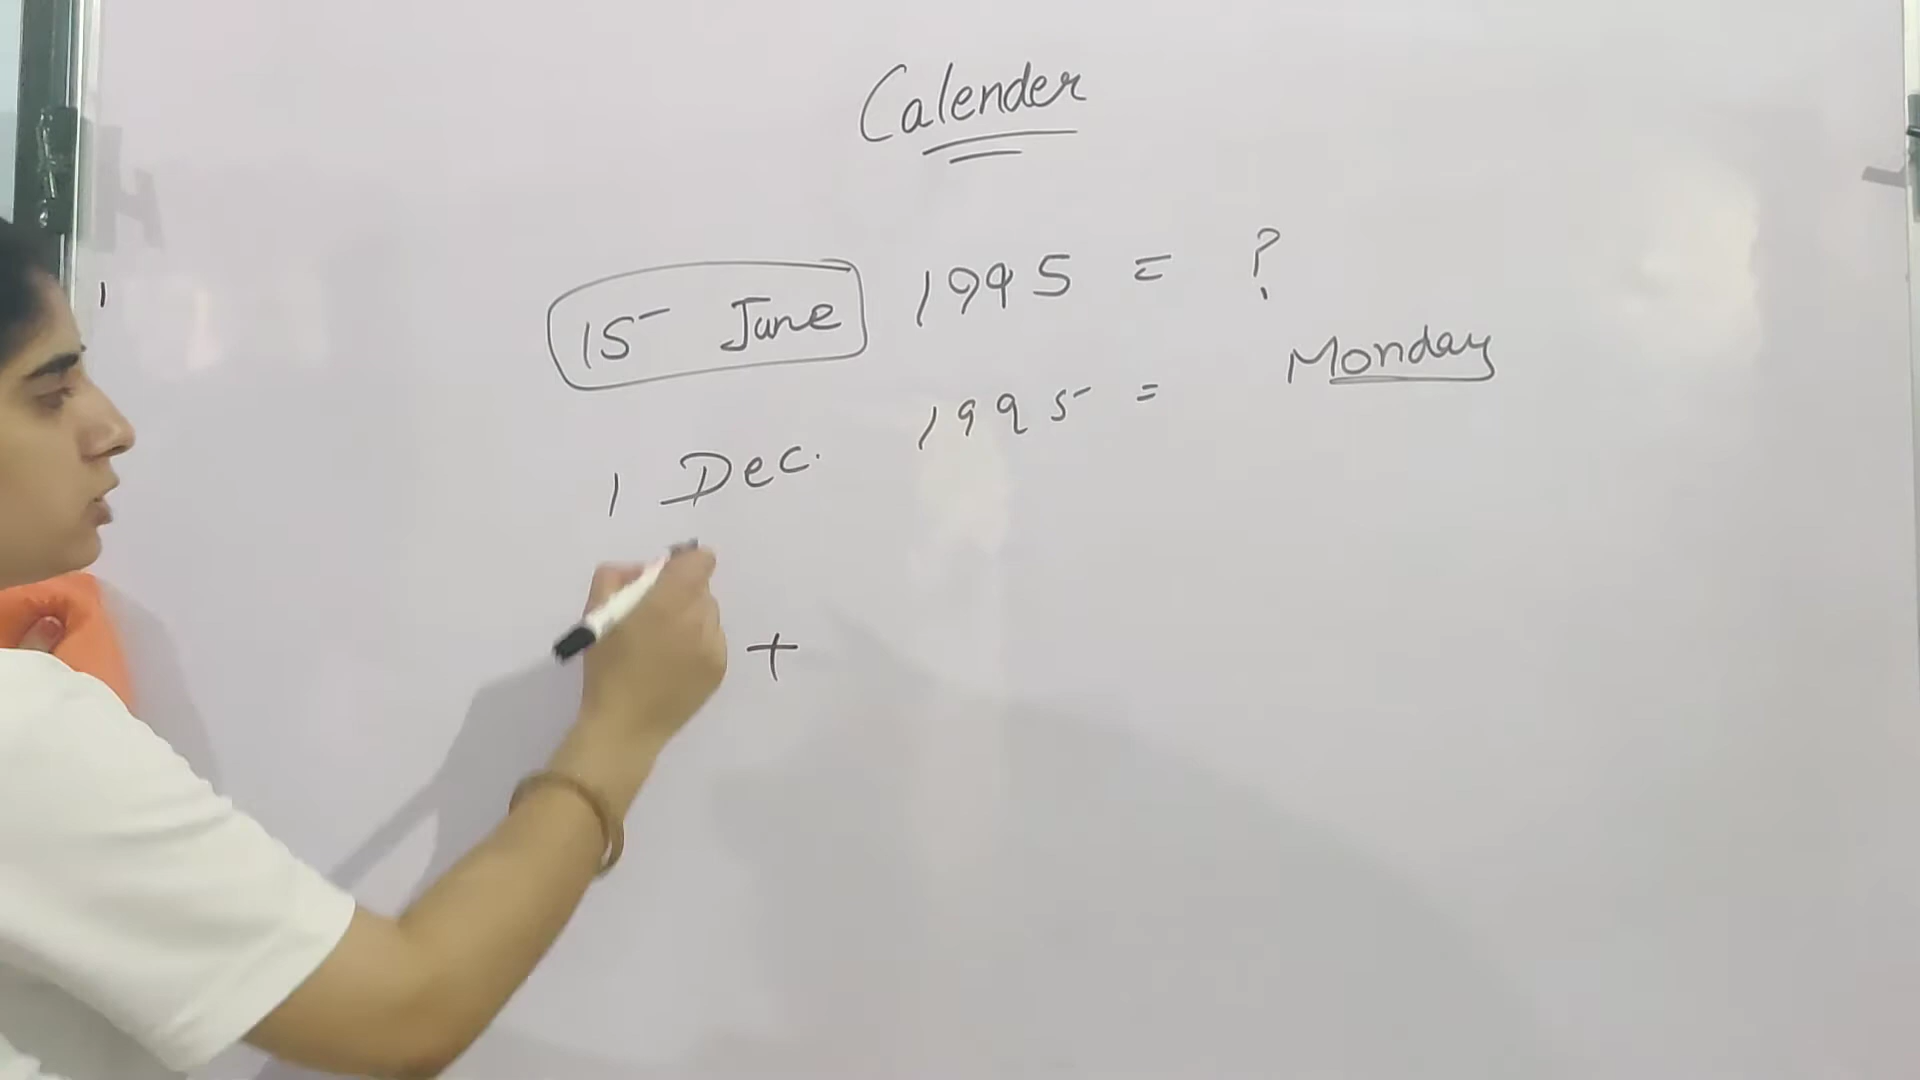 Calender
15 June 1995 = ?
1 Dec. 1995 = Monday
+